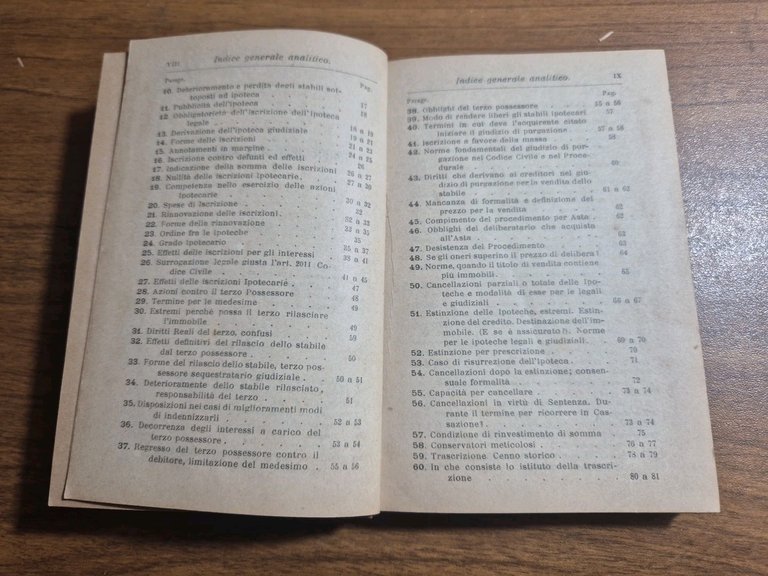 VIII Indice generale analitico.
Paragr. Pag.
10. Deterioramento e perdita degli stabili sottoposti ad ipoteca 17
11. Pubblicità dell'ipoteca 18
12. Obbligatorietà dell'iscrizione dell'ipoteca
legale
13. Derivazione dell'ipoteca giudiziale 18 a 19
14. Forme delle iscrizioni 19 a 21
15. Annotamenti in margine 21 a 23
16. Iscrizione contro defunti ed effetti 24 a 25
17. Indicazione della somma delle iscrizioni 26
18. Nullità delle iscrizioni Ipotecarie 26 a 27
19. Competenza nello esercizio delle azioni 27 a 30
Ipotecarie
20. Spese di Iscrizione 30 a 32
21. Rinnovazione delle iscrizioni 32
22. Forme delle rinnovazione 32 a 33
23. Ordine fra le ipoteche 33 a 35
24. Grado Ipotecario 35
25. Effetti delle iscrizioni per gli interessi 35 a 37
26. Surrogazione legale giusta l'art. 2011 Codice Civile 41 a 45
27. Effetti delle iscrizioni Ipotecarie 47
28. Azioni contro il terzo Possessore 48
29. Termine per le medesime 49
30. Estremi perchè possa il terzo rilasciare
l'immobile 49
31. Diritti Reali del terzo, confusi 50
32. Effetti definitivi del rilascio dello stabile
dal terzo possessore 50
33. Forme del rilascio dello stabile, terzo possessore sequestratario giudiziale 50 a 51
34. Deterioramente dello stabile rilasciato,
responsabilità del terzo 51
35. Disposizioni nei casi di miglioramenti modi
di indennizzarli 52 a 53
36. Decorrenza degli interessi a carico del
terzo possessore 53 a 54
37. Regresso del terzo possessore contro il
debitore, limitazione del medesimo 55 a 56
Indice generale analitico. IX
Paragr. Pag.
38. Obblighi del terzo possessore 55 a 56
39. Modo di rendere liberi gli stabili ipotecari 57
40. Termini in cui deva l'acquirente citato
iniziare il giudizio di purgazione 57 a 58
41. Iscrizione a favore della massa 58
42. Norme fondamentali del giudizio di purgazione nel Codice Civile e nel Procedurale 60
43. Diritti che derivano ai creditori nel giudizio di purgazione per la vendita dello
stabile 61 a 62
44. Mancanza di formalità e definizione del
prezzo per la vendita 62
45. Compimento del procedimento per Asta 62
46. Obblighi del deliberatario che acquista
all'Asta 62
47. Desistenza del Procedimento 64
48. Se gli oneri superino il prezzo di delibera? 64
49. Norme, quando il titolo di vendita contiene
più immobili 65
50. Cancellazioni parziali o totale delle Ipoteche e modalità di esse per le legali
e giudiziali 66 a 67
51. Estinzione delle Ipoteche, estremi. Estinzione del credito. Destinazione dell'immobile. (E se è assicurato?). Norme per
le ipoteche legali e giudiziali 69 a 70
52. Estinzione per prescrizione 70
53. Caso di risurrezione dell'ipoteca 71
54. Cancellazioni dopo la estinzione; consensuale formalità 72
55. Capacità per cancellare 73 a 74
56. Cancellazioni in virtù di Sentenza. Durante il termine per ricorrere in Cassazione? 73 a 74
57. Condizione di rinvestimento di somma 75
58. Conservatori meticolosi 76 a 77
59. Trascrizione. Cenno storico 78 a 79
60. In che consiste lo istituto della trascrizione 80 a 81